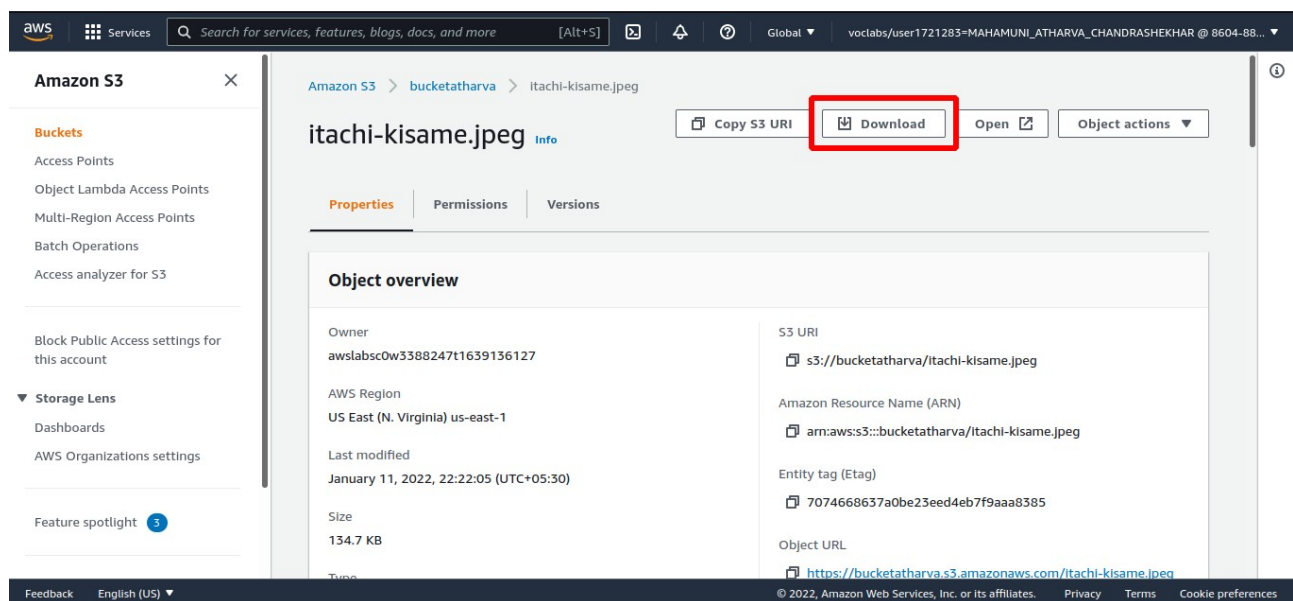 aws Services Search for services, features, blogs, docs, and more [Alt+S] Global ▼ voclabs/user1721283=MAHAMUNI_ATHARVA_CHANDRASHEKHAR @ 8604-88... ▼
Amazon S3
Buckets
Access Points
Object Lambda Access Points
Multi-Region Access Points
Batch Operations
Access analyzer for S3
Block Public Access settings for
this account
▼ Storage Lens
Dashboards
AWS Organizations settings
Feature spotlight 3
Amazon S3 > bucketatharva > itachi-kisame.jpeg
itachi-kisame.jpeg Info
Copy S3 URI Download Open Object actions ▼
Properties Permissions Versions
Object overview
Owner
awslabsc0w3388247t1639136127
AWS Region
US East (N. Virginia) us-east-1
Last modified
January 11, 2022, 22:22:05 (UTC+05:30)
Size
134.7 KB
Type
S3 URI
s3://bucketatharva/itachi-kisame.jpeg
Amazon Resource Name (ARN)
arn:aws:s3:::bucketatharva/itachi-kisame.jpeg
Entity tag (Etag)
7074668637a0be23eed4eb7f9aaa8385
Object URL
https://bucketatharva.s3.amazonaws.com/itachi-kisame.jpeg
Feedback English (US) ▼ © 2022, Amazon Web Services, Inc. or its affiliates. Privacy Terms Cookie preferences